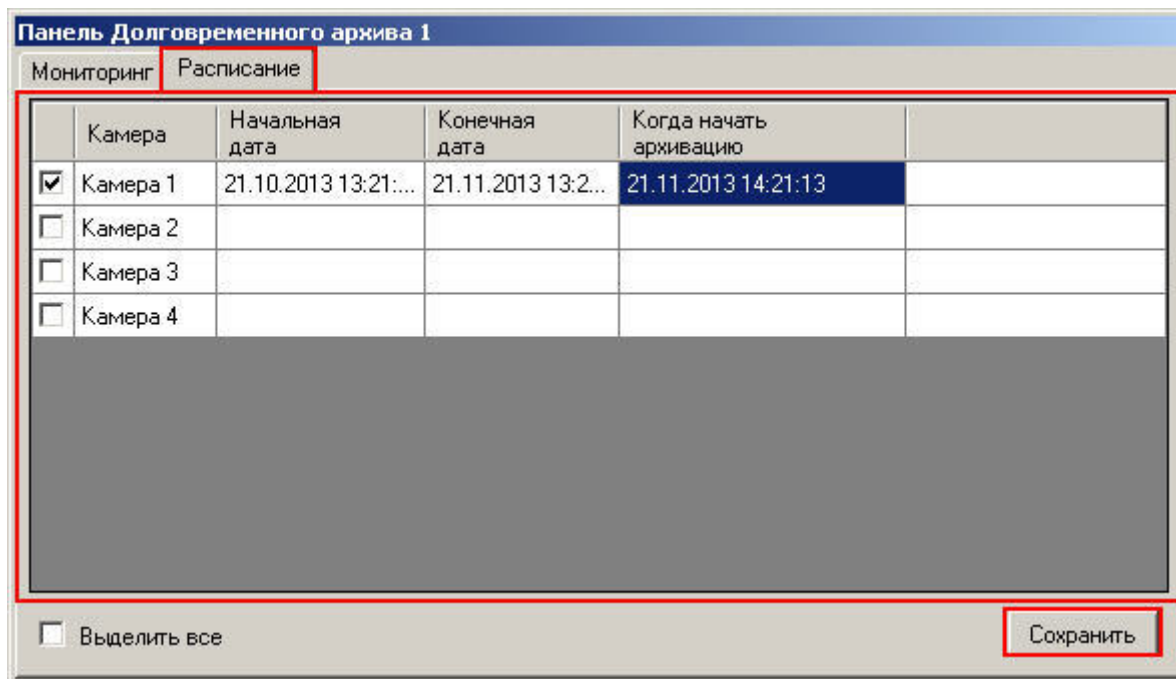 Панель Долговременного архива 1
Мониторинг Расписание
Камера Начальная дата Конечная дата Когда начать архивацию
Камера 1 21.10.2013 13:21:... 21.11.2013 13:2... 21.11.2013 14:21:13
Камера 2
Камера 3
Камера 4
Выделить все Сохранить